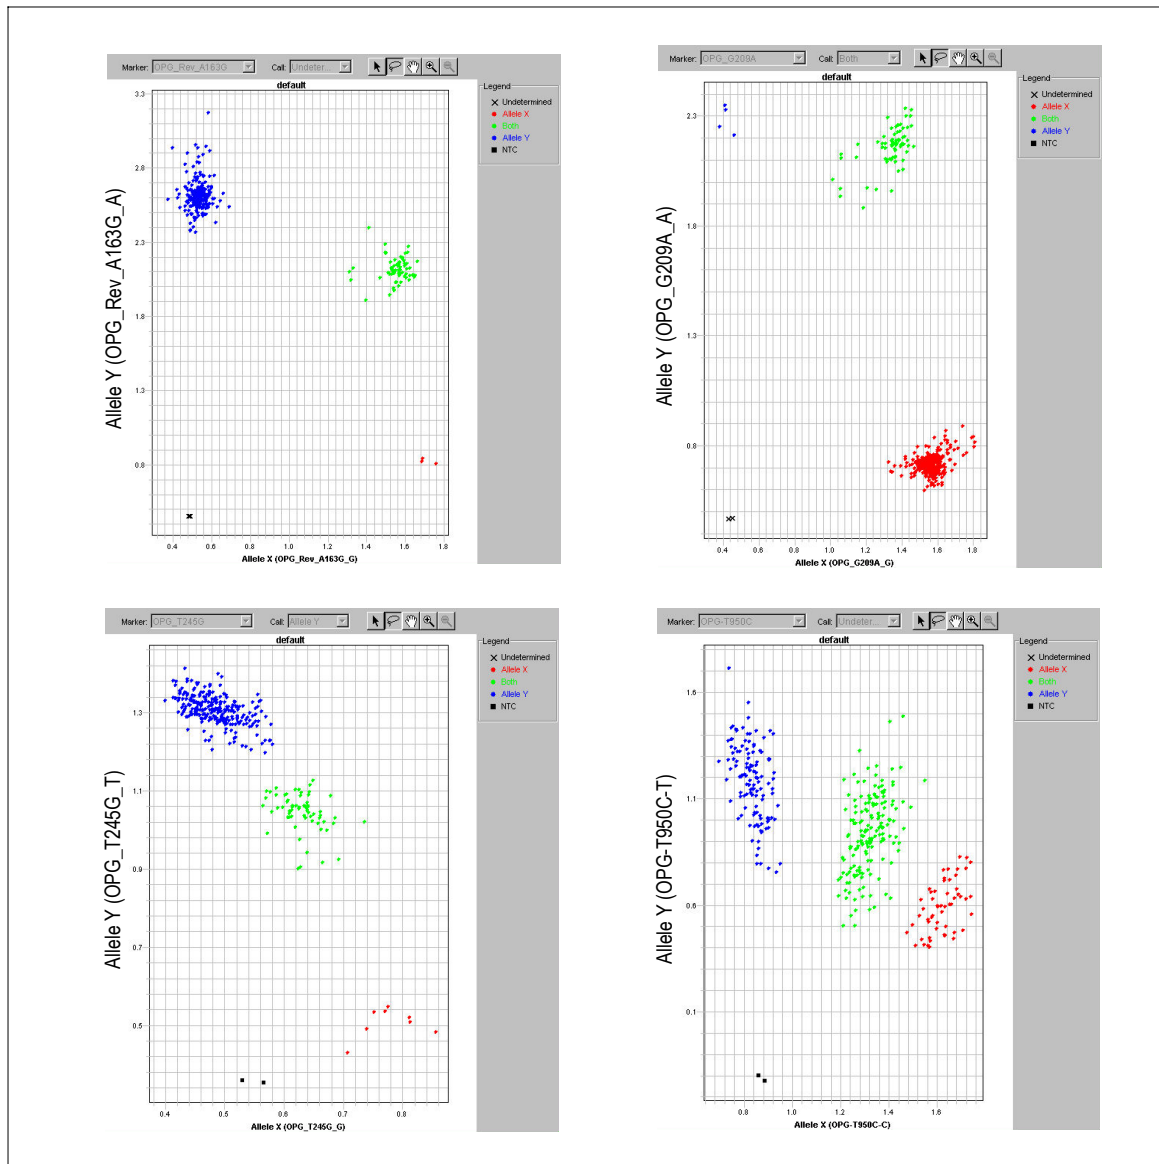 Marker: OPG_Rev_A163G Call: Undeter...
default
Legend
Undetermined
Allele X
Both
Allele Y
NTC
Allele Y (OPG_Rev_A163G_A)
3.3
2.8
2.3
1.8
1.3
0.8
0.4 0.6 0.8 1.0 1.2 1.4 1.6 1.8
Allele X (OPG_Rev_A163G_G)
Marker: OPG_G209A Call: Both
default
Legend
Undetermined
Allele X
Both
Allele Y
NTC
Allele Y (OPG_G209A_A)
2.3
1.8
1.3
0.8
0.4 0.6 0.8 1.0 1.2 1.4 1.6 1.8
Allele X (OPG_G209A_G)
Marker: OPG_T245G Call: Allele Y
default
Legend
Undetermined
Allele X
Both
Allele Y
NTC
Allele Y (OPG_T245G_T)
1.3
1.1
0.9
0.7
0.5
0.4 0.5 0.6 0.7 0.8
Allele X (OPG_T245G_G)
Marker: OPG-T950C Call: Undeter...
default
Legend
Undetermined
Allele X
Both
Allele Y
NTC
Allele Y (OPG-T950C-T)
1.6
1.1
0.6
0.1
0.8 1.0 1.2 1.4 1.6
Allele X (OPG-T950C-C)